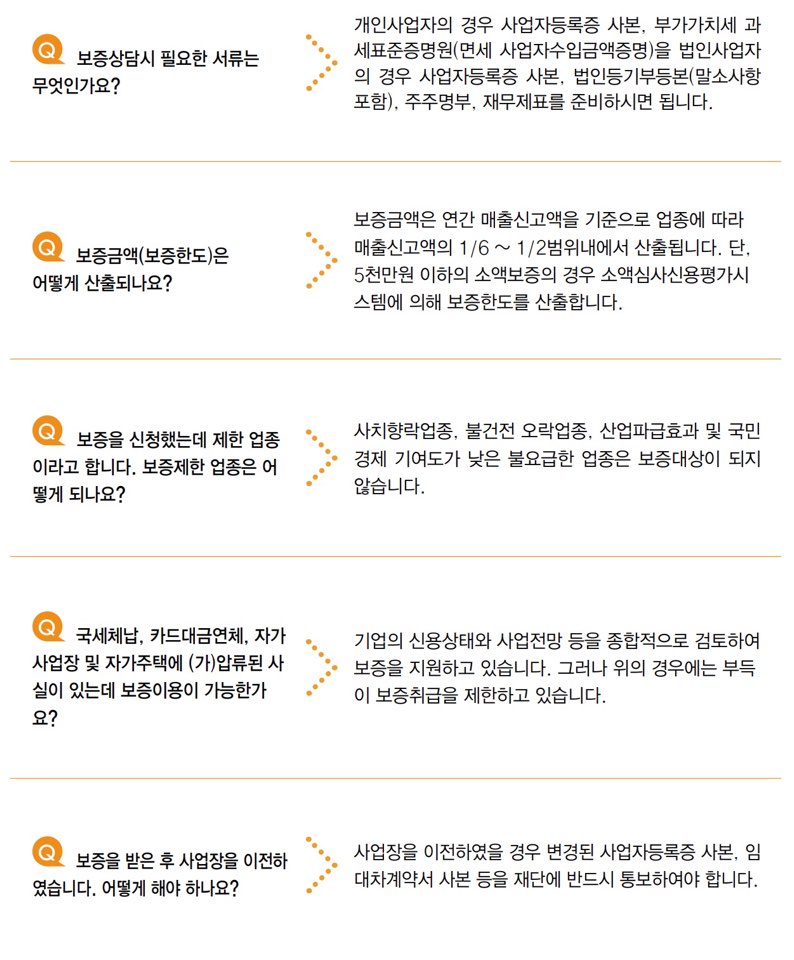 Q 보증상담시 필요한 서류는
무엇인가요?
개인사업자의 경우 사업자등록증 사본, 부가가치세 과
세표준증명원(면세 사업자수입금액증명)을 법인사업자
의 경우 사업자등록증 사본, 법인등기부등본(말소사항
포함), 주주명부, 재무제표를 준비하시면 됩니다.
Q 보증금액(보증한도)은
어떻게 산출되나요?
보증금액은 연간 매출신고액을 기준으로 업종에 따라
매출신고액의 1/6 ~ 1/2범위내에서 산출됩니다. 단,
5천만원 이하의 소액보증의 경우 소액심사신용평가시
스템에 의해 보증한도를 산출합니다.
Q 보증을 신청했는데 제한 업종
이라고 합니다. 보증제한 업종은 어
떻게 되나요?
사치향락업종, 불건전 오락업종, 산업파급효과 및 국민
경제 기여도가 낮은 불요급한 업종은 보증대상이 되지
않습니다.
Q 국세체납, 카드대금연체, 자가
사업장 및 자가주택에 (가)압류된 사
실이 있는데 보증이용이 가능한가
요?
기업의 신용상태와 사업전망 등을 종합적으로 검토하여
보증을 지원하고 있습니다. 그러나 위의 경우에는 부득
이 보증취급을 제한하고 있습니다.
Q 보증을 받은 후 사업장을 이전하
였습니다. 어떻게 해야 하나요?
사업장을 이전하였을 경우 변경된 사업자등록증 사본, 임
대차계약서 사본 등을 재단에 반드시 통보하여야 합니다.